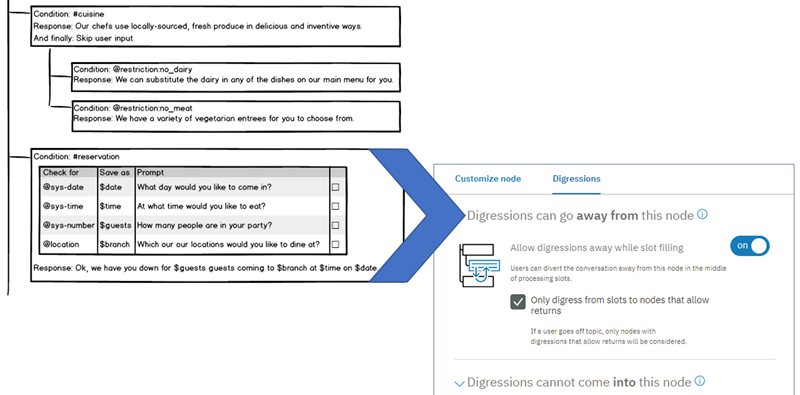 Condition: #cuisine
Response: Our chefs use locally-sourced, fresh produce in delicious and inventive ways.
And finally: Skip user input
Condition: @restriction:no_dairy
Response: We can substitute the dairy in any of the dishes on our main menu for you.
Condition: @restriction:no_meat
Response: We have a variety of vegetarian entrees for you to choose from.
Condition: #reservation
Check for Save as Prompt
@sys-date $date What day would you like to come in?
@sys-time $time At what time would you like to eat?
@sys-number $guests How many people are in your party?
@location $branch Which our our locations would you like to dine at?
Response: Ok, we have you down for $guests guests coming to $branch at $time on $date
Customize node Digressions
Digressions can go away from this node
Allow digressions away while slot filling
on
Users can divert the conversation away from this node in the middle
of processing slots.
Only digress from slots to nodes that allow
returns
If a user goes off topic, only nodes with
digressions that allow returns will be considered.
Digressions cannot come into this node